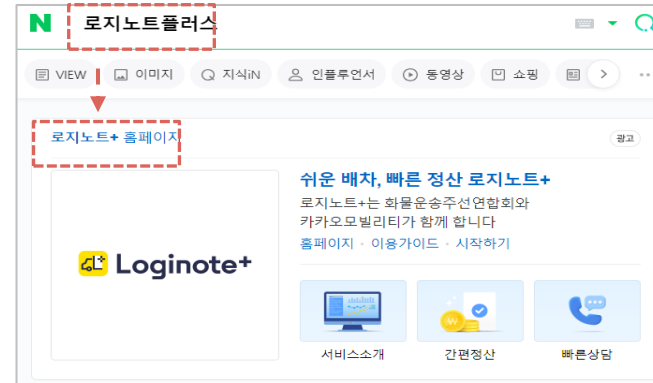 N 로지노트플러스
VIEW 이미지 지식iN 인플루언서 동영상 쇼핑
로지노트+ 홈페이지
광고
쉬운 배차, 빠른 정산 로지노트+
로지노트+는 화물운송주선연합회와
카카오모빌리티가 함께 합니다
홈페이지 · 이용가이드 · 시작하기
Loginote+
서비스소개 간편정산 빠른상담